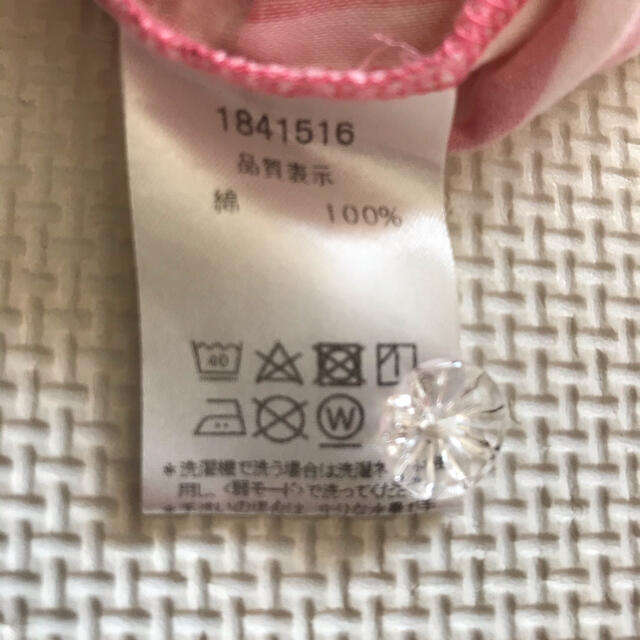 1841516
品質表示
綿 100%
40
W
＊洗濯機で洗う場合は洗濯ネ
用し、〈弱モード〉で洗ってくだ